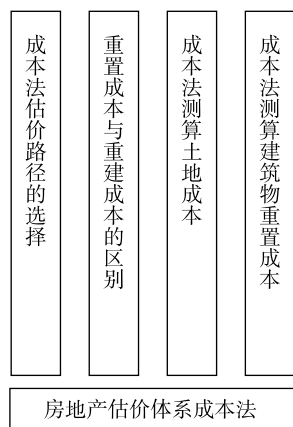 成本法估价路径的选择
重置成本与重建成本的区别
成本法测算土地成本
成本法测算建筑物重置成本
房地产估价体系成本法